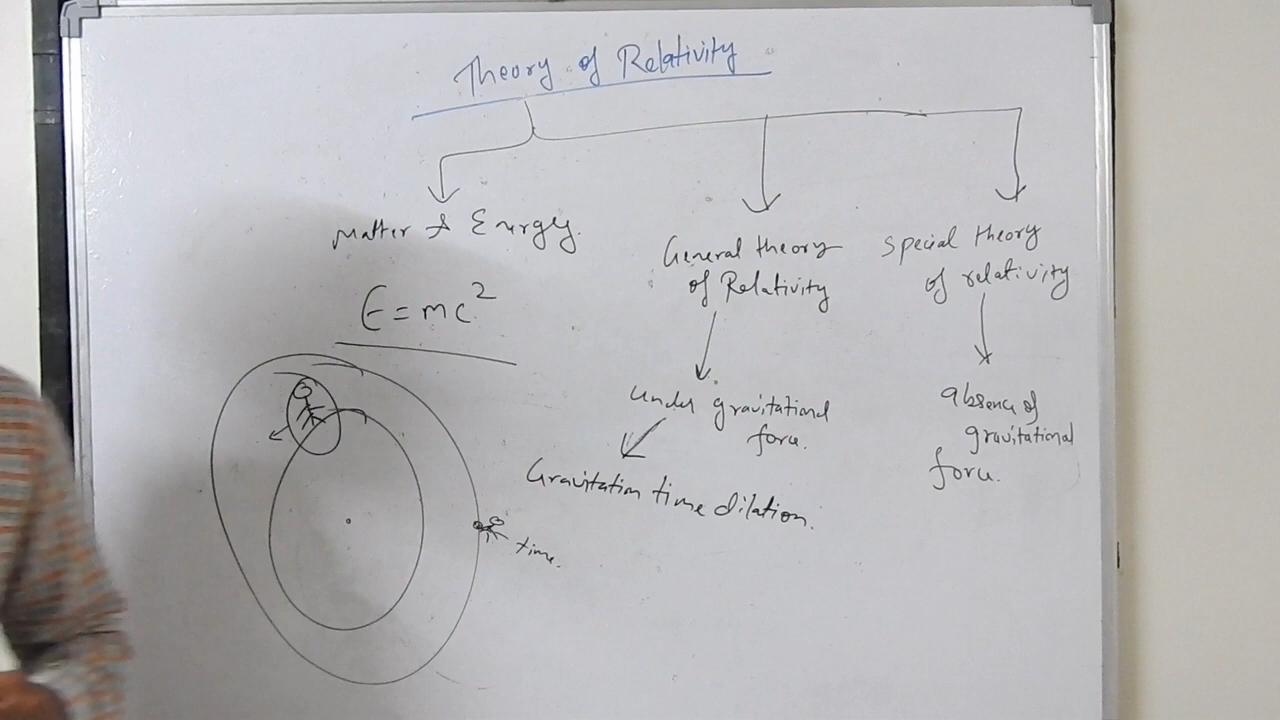 Theory of Relativity
Matter & Energy.
E = mc²
General theory
of Relativity
Special theory
of relativity
under gravitational
force.
absence of
gravitational
force.
Gravitation time dilation.
time.